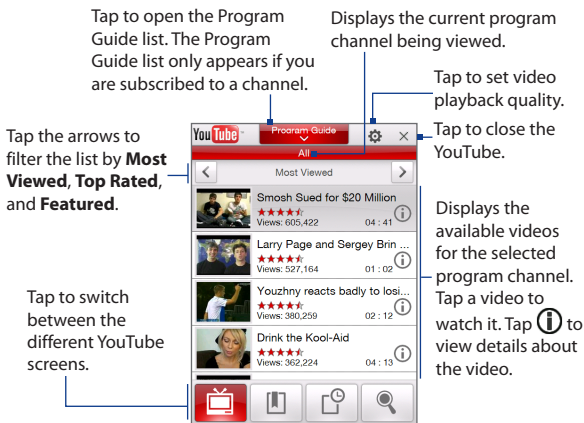 Tap to open the Program
Guide list. The Program
Guide list only appears if you
are subscribed to a channel.
Displays the current program
channel being viewed.
Tap to set video
playback quality.
Tap to close the
YouTube.
Tap the arrows to
filter the list by Most
Viewed, Top Rated,
and Featured.
You Tube
Program Guide
All
Most Viewed
Smosh Sued for $20 Million
Views: 605,422 04 : 41
Larry Page and Sergey Brin ...
Views: 527,164 01 : 02
Youzhny reacts badly to losi...
Views: 380,259 02 : 12
Drink the Kool-Aid
Views: 362,224 04 : 13
Displays the
available videos
for the selected
program channel.
Tap a video to
watch it. Tap i to
view details about
the video.
Tap to switch
between the
different YouTube
screens.